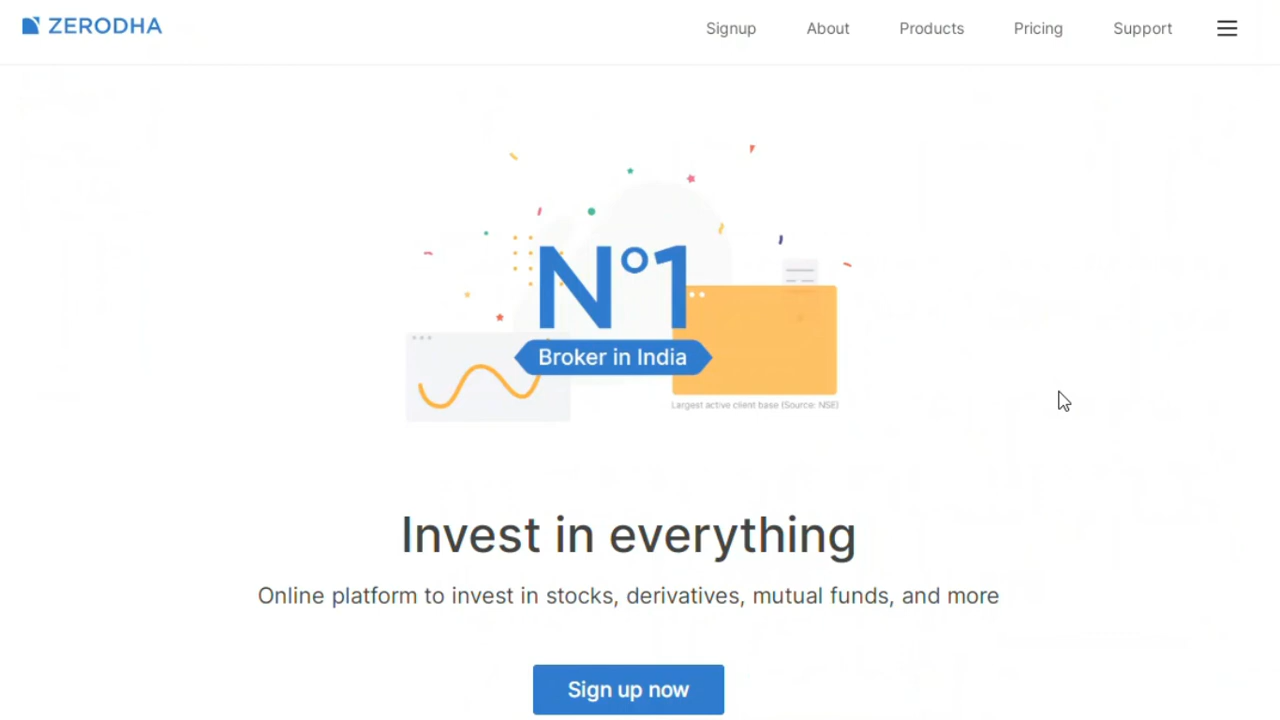 ZERODHA
Signup About Products Pricing Support
N°1
Broker in India
Largest active client base (Source: NSE)
Invest in everything
Online platform to invest in stocks, derivatives, mutual funds, and more
Sign up now